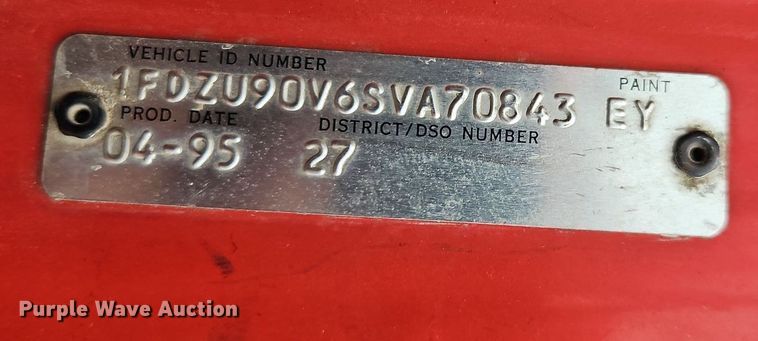 VEHICLE ID NUMBER
1FDZU90V6SVA70843
PAINT
EY
PROD. DATE
04-95
DISTRICT/DSO NUMBER
27
Purple Wave Auction